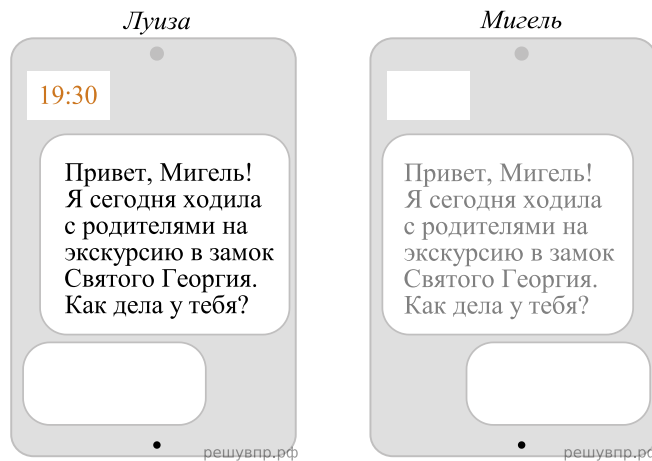 Луиза
19:30
Привет, Мигель!
Я сегодня ходила
с родителями на
экскурсию в замок
Святого Георгия.
Как дела у тебя?
решувпр.рф
Мигель
Привет, Мигель!
Я сегодня ходила
с родителями на
экскурсию в замок
Святого Георгия.
Как дела у тебя?
решувпр.рф